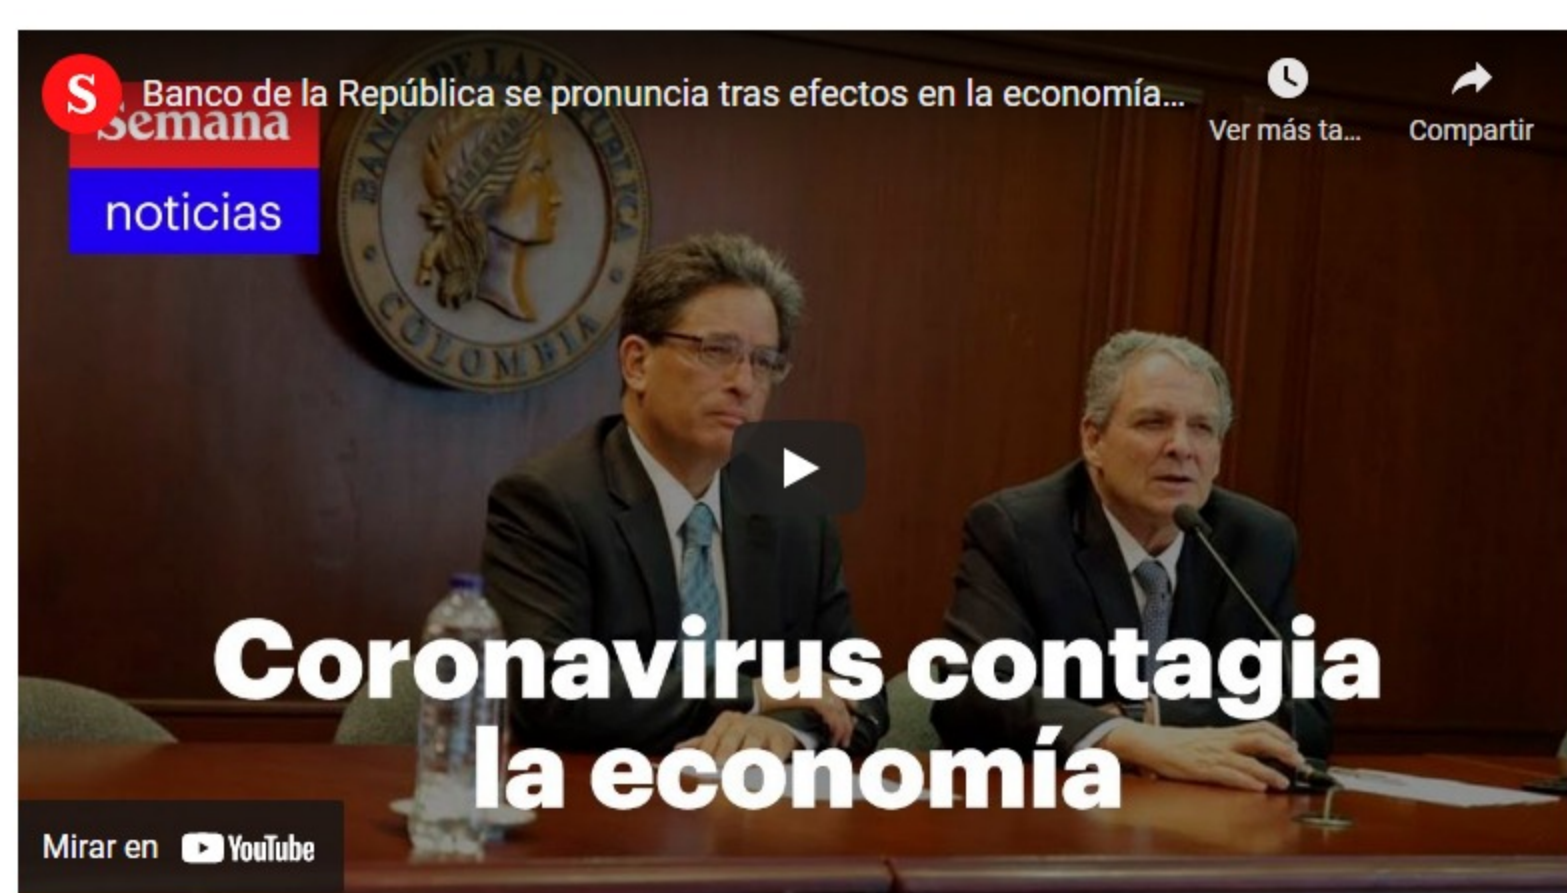 S
Banco de la República se pronuncia tras efectos en la economía...
Ver más ta...
Compartir
Semana
noticias
COLOMBIA
Coronavirus contagia
la economía
Mirar en YouTube